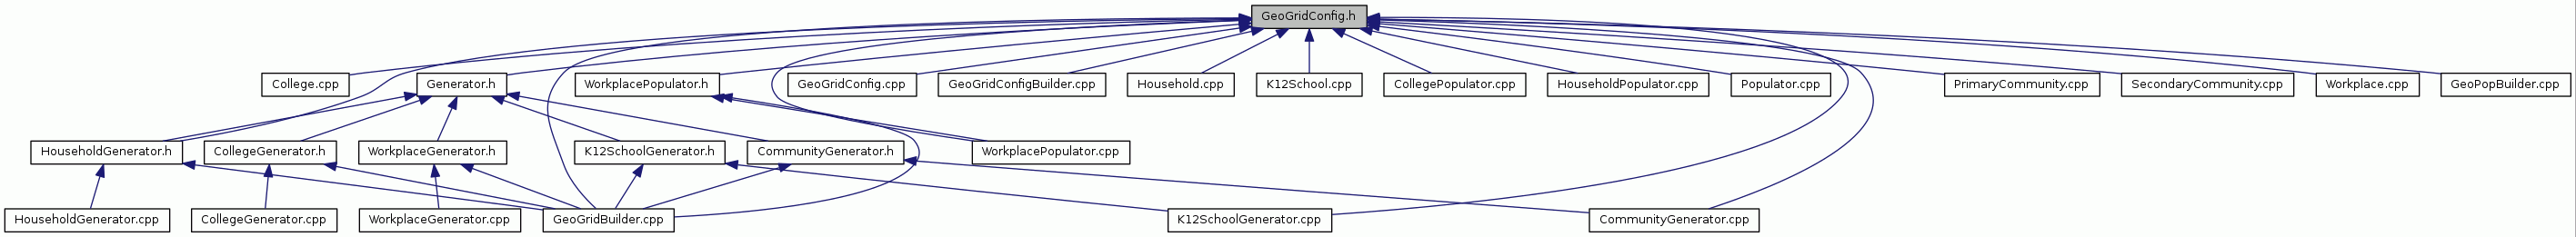 GeoGridConfig.h
College.cpp
Generator.h
WorkplacePopulator.h
GeoGridConfig.cpp
GeoGridConfigBuilder.cpp
Household.cpp
K12School.cpp
CollegePopulator.cpp
HouseholdPopulator.cpp
Populator.cpp
PrimaryCommunity.cpp
SecondaryCommunity.cpp
Workplace.cpp
GeoPopBuilder.cpp
HouseholdGenerator.h
CollegeGenerator.h
WorkplaceGenerator.h
K12SchoolGenerator.h
CommunityGenerator.h
WorkplacePopulator.cpp
HouseholdGenerator.cpp
CollegeGenerator.cpp
WorkplaceGenerator.cpp
GeoGridBuilder.cpp
K12SchoolGenerator.cpp
CommunityGenerator.cpp